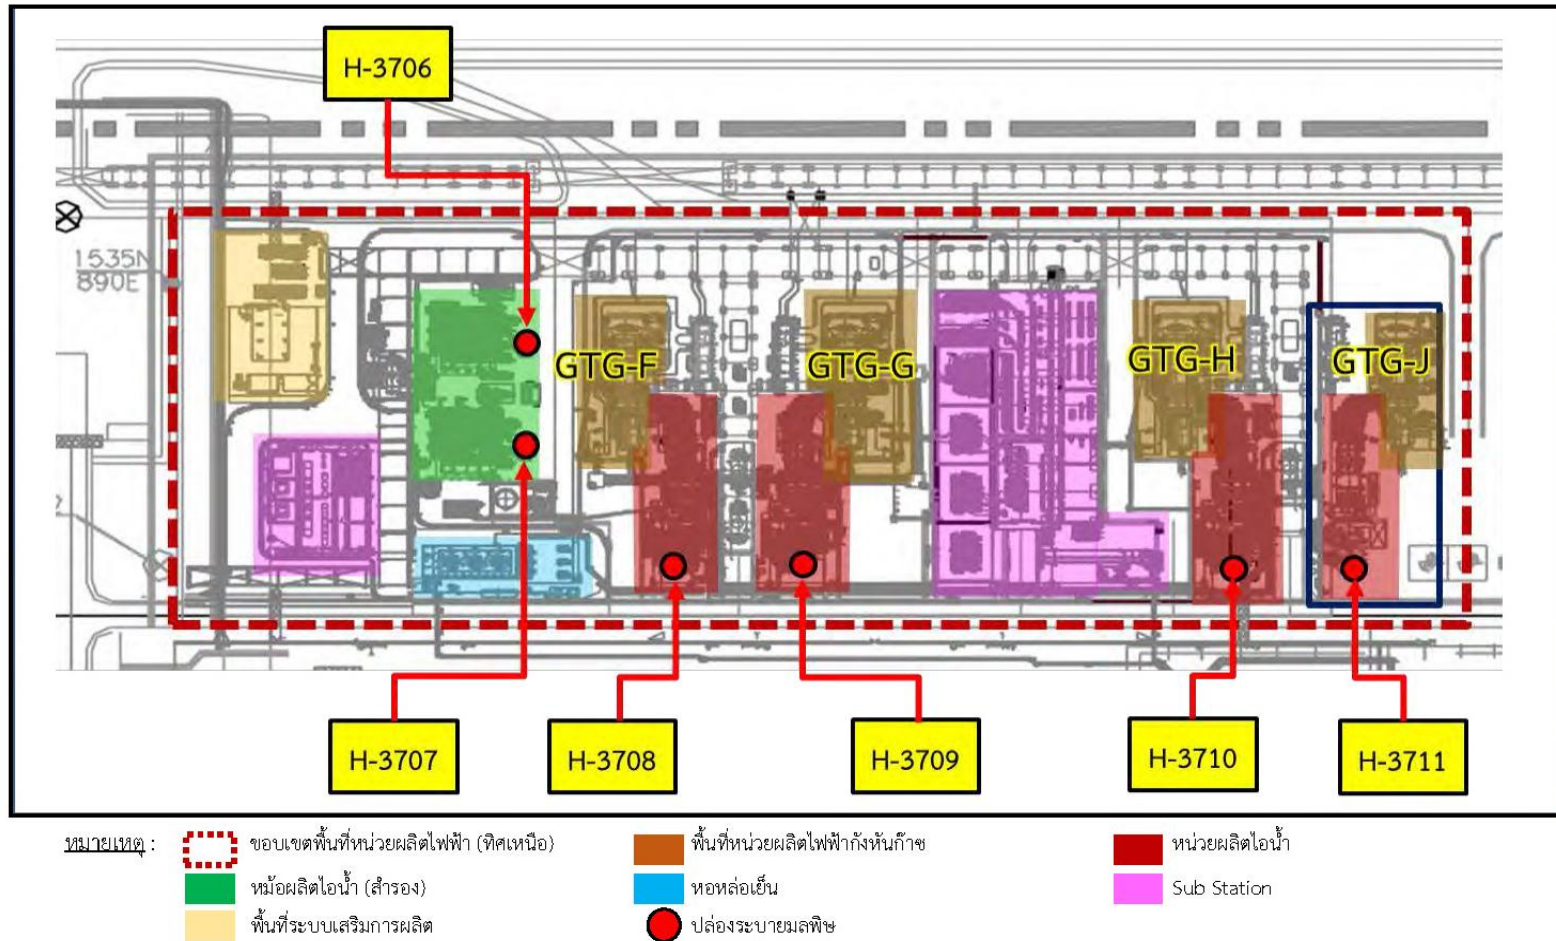 H-3706
1535N
890E
GTG-F
GTG-G
GTG-H
GTG-J
H-3707
H-3708
H-3709
H-3710
H-3711
หมายเหตุ :
ขอบเขตพื้นที่หน่วยผลิตไฟฟ้า (ทิศเหนือ)
พื้นที่หน่วยผลิตไฟฟ้ากังหันก๊าซ
หน่วยผลิตไอน้ำ
หม้อผลิตไอน้ำ (สำรอง)
หอหล่อเย็น
Sub Station
พื้นที่ระบบเสริมการผลิต
ปล่องระบายมลพิษ